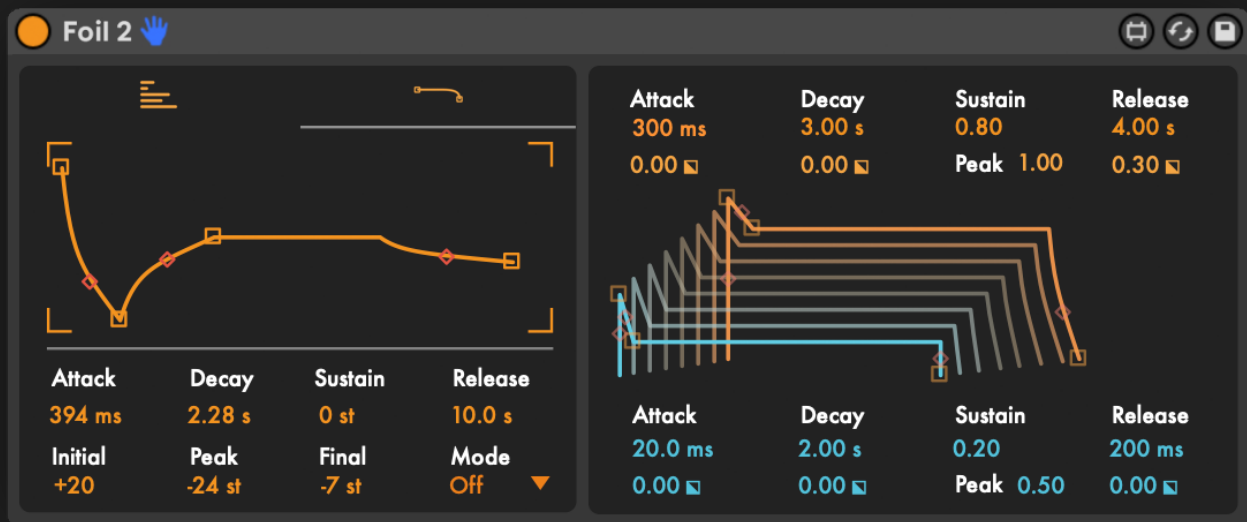 Foil 2
Attack Decay Sustain Release
394 ms 2.28 s 0 st 10.0 s
Initial Peak Final Mode
+20 -24 st -7 st Off
Attack Decay Sustain Release
300 ms 3.00 s 0.80 4.00 s
0.00 0.00 Peak 1.00 0.30
Attack Decay Sustain Release
20.0 ms 2.00 s 0.20 200 ms
0.00 0.00 Peak 0.50 0.00